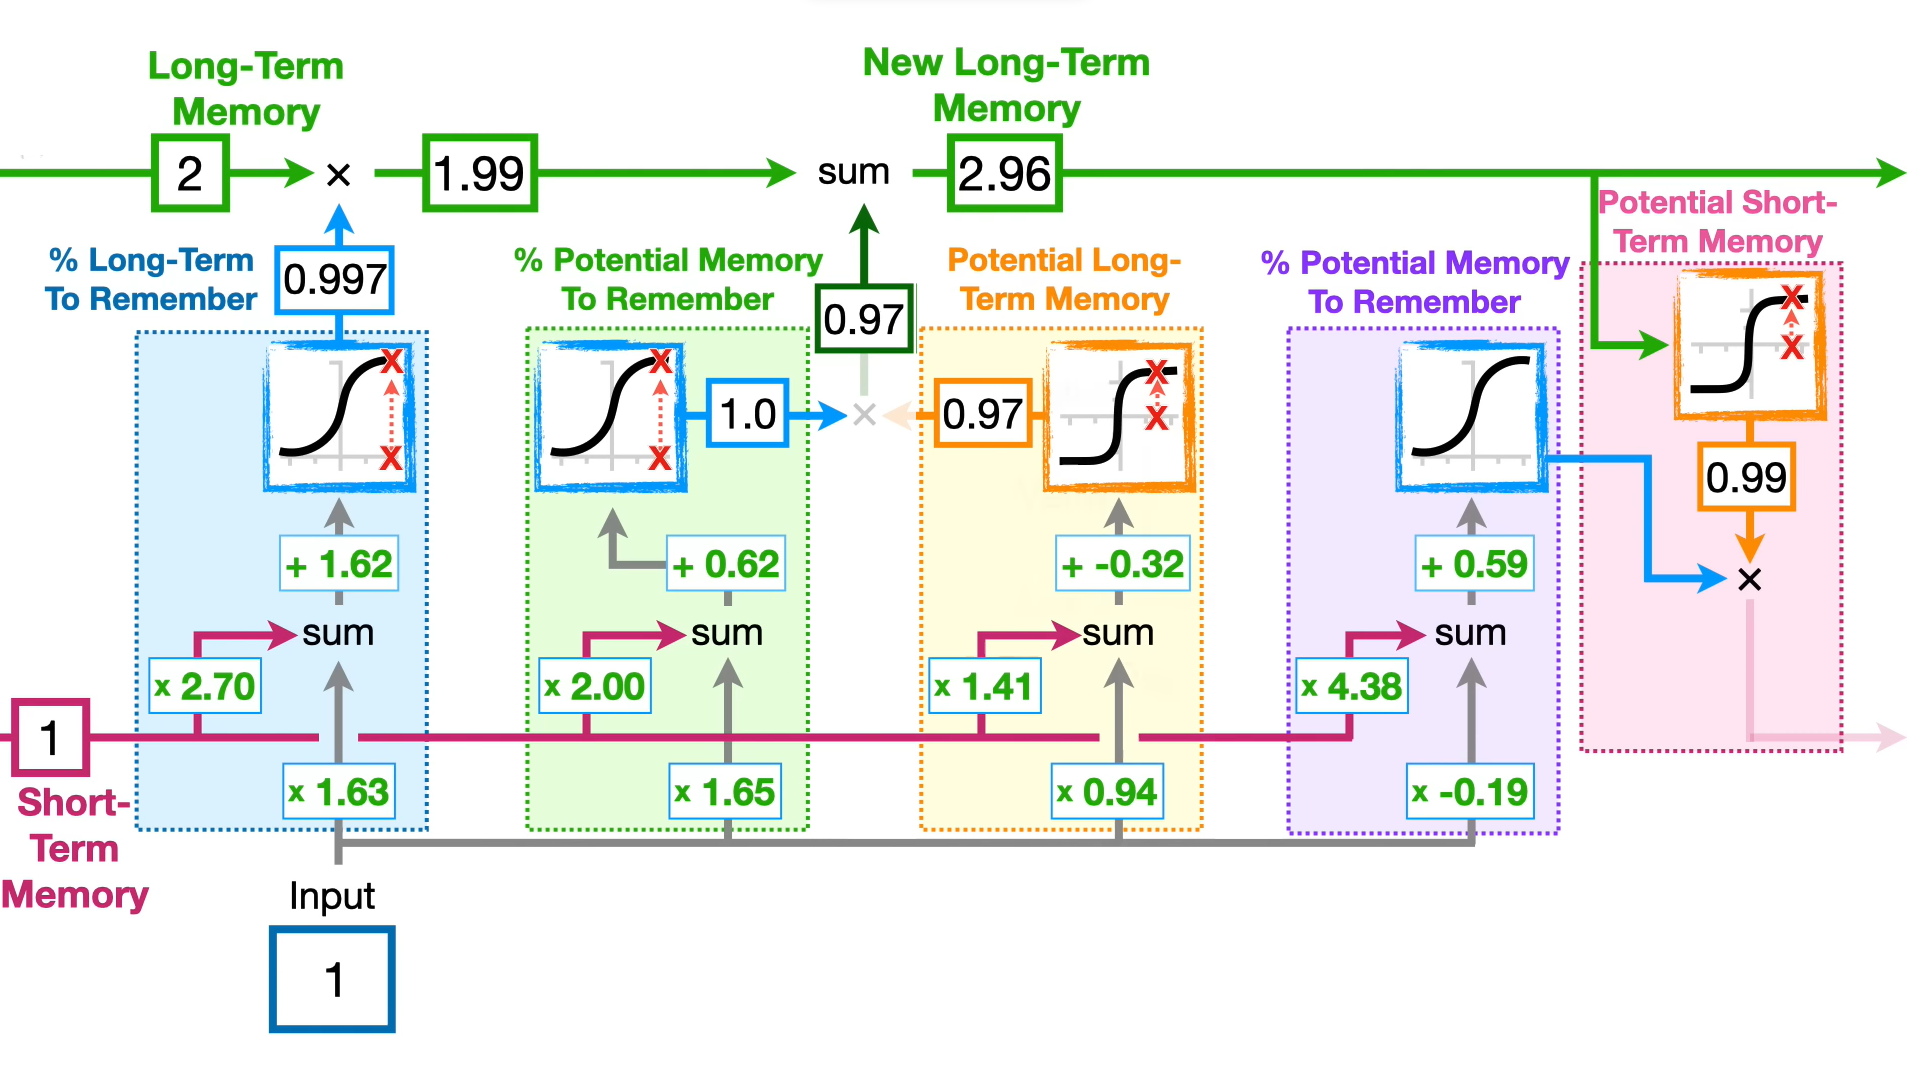 Long-Term
Memory
New Long-Term
Memory
2
×
1.99
sum
2.96
Potential Short-
Term Memory
% Long-Term
To Remember
0.997
% Potential Memory
To Remember
0.97
Potential Long-
Term Memory
% Potential Memory
To Remember
X
X
X
X
1.0
×
0.97
X
X
X
X
0.99
×
+ 1.62
+ 0.62
+ -0.32
+ 0.59
sum
sum
sum
sum
x 2.70
x 2.00
x 1.41
x 4.38
1
Short-
Term
Memory
x 1.63
x 1.65
x 0.94
x -0.19
Input
1